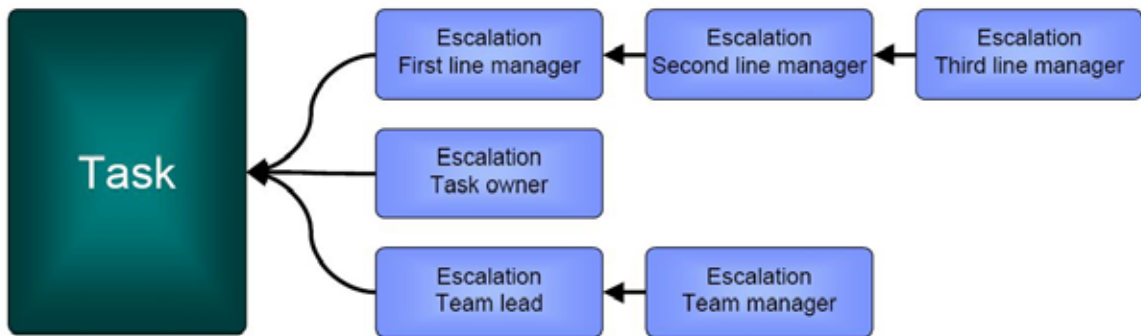 Task
Escalation
First line manager
Escalation
Second line manager
Escalation
Third line manager
Escalation
Task owner
Escalation
Team lead
Escalation
Team manager